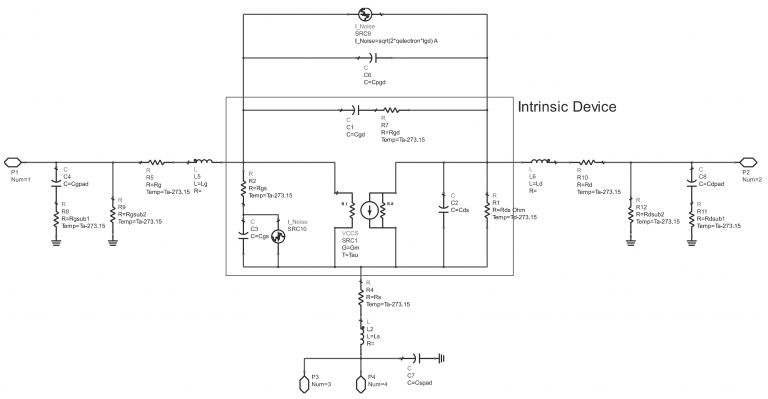 I_Noise
SRC9
I_Noise=sqrt(2*qelectron*Igd) A
C
C6
C=Cpgd
Intrinsic Device
C
C1
C=Cgd
R
R7
R=Rgd
Temp=Ta-273.15
P1
Num=1
C
C4
C=Cgpad
R
R8
R=Rgsub1
Temp=Ta-273.15
R
R9
R=Rgsub2
Temp=Ta-273.15
R
R5
R=Rg
Temp=Ta-273.15
L
L5
L=Lg
R=
R
R2
R=Rgs
Temp=Ta-273.15
C
C3
C=Cgs
I_Noise
SRC10
R1
R2
VCCS
SRC1
G=Gm
T=Tau
C
C2
C=Cds
R
R1
R=Rds Ohm
Temp=Td-273.15
L
L6
L=Ld
R=
R
R10
R=Rd
Temp=Ta-273.15
R
R12
R=Rdsub2
Temp=Ta-273.15
C
C8
C=Cdpad
R
R11
R=Rdsub1
Temp=Ta-273.15
P2
Num=2
R
R4
R=Rs
Temp=Ta-273.15
L
L2
L=Ls
R=
P3
Num=3
P4
Num=4
C
C7
C=Cspad